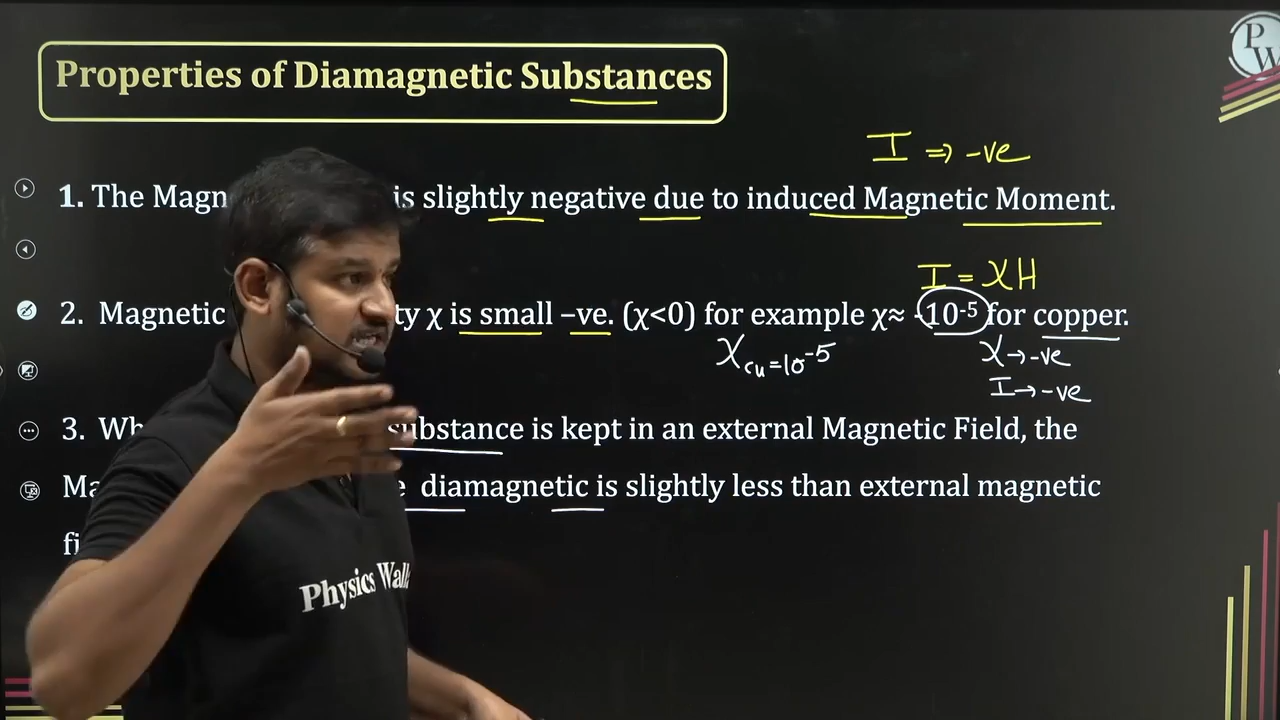 Properties of Diamagnetic Substances
P
W
I ⇒ -ve
1. The Magn is slightly negative due to induced Magnetic Moment.
I = χH
2. Magnetic ty χ is small –ve. (χ<0) for example χ≈ -10⁻⁵ for copper.
χcu=10⁻⁵
χ→-ve
I→-ve
3. Wh substance is kept in an external Magnetic Field, the
Ma e diamagnetic is slightly less than external magnetic
fi
Physics Wall